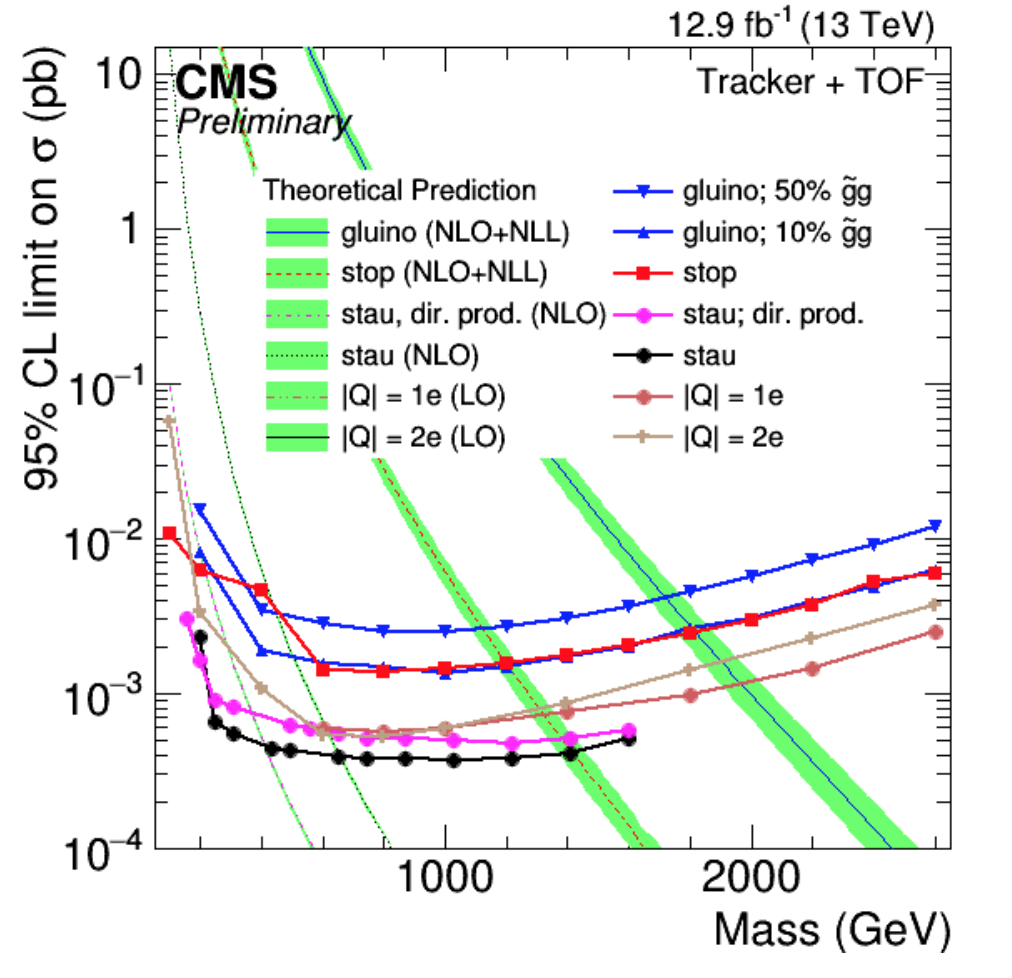 12.9 fb⁻¹ (13 TeV)
CMS
Preliminary
Tracker + TOF
95% CL limit on σ (pb)
10
1
10⁻¹
10⁻²
10⁻³
10⁻⁴
Theoretical Prediction
gluino (NLO+NLL)
stop (NLO+NLL)
stau, dir. prod. (NLO)
stau (NLO)
|Q| = 1e (LO)
|Q| = 2e (LO)
gluino; 50% g̃g
gluino; 10% g̃g
stop
stau; dir. prod.
stau
|Q| = 1e
|Q| = 2e
1000
2000
Mass (GeV)